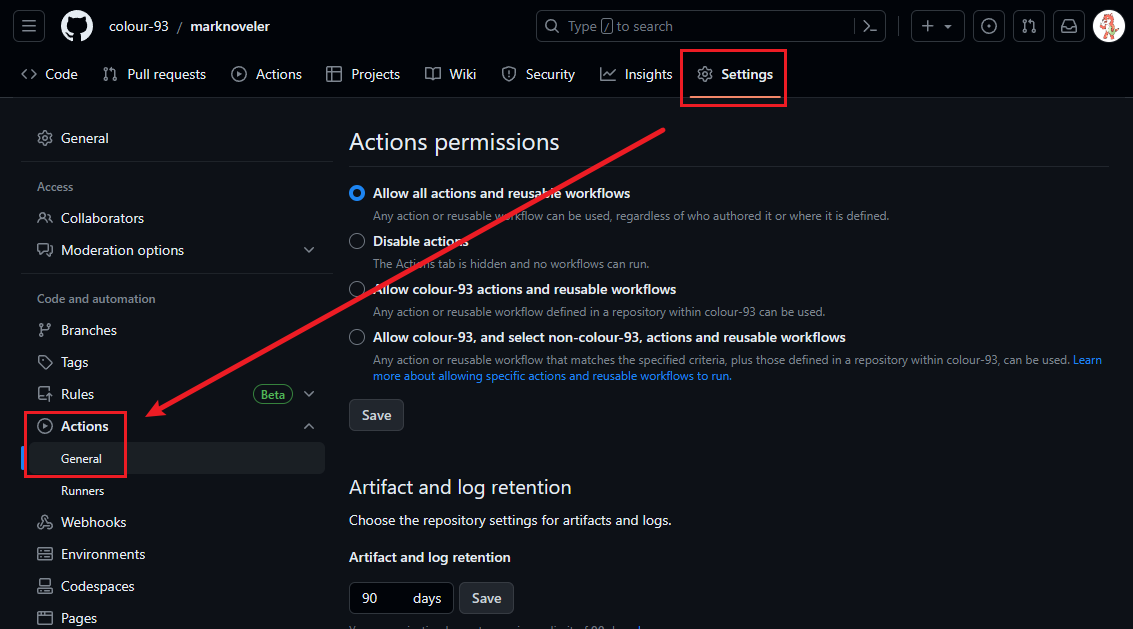 colour-93 / marknoveler
Type / to search
Code Pull requests Actions Projects Wiki Security Insights Settings
General
Access
Collaborators
Moderation options
Code and automation
Branches
Tags
Rules Beta
Actions
General
Runners
Webhooks
Environments
Codespaces
Pages
Actions permissions
Allow all actions and reusable workflows
Any action or reusable workflow can be used, regardless of who authored it or where it is defined.
Disable actions
The Actions tab is hidden and no workflows can run.
Allow colour-93 actions and reusable workflows
Any action or reusable workflow defined in a repository within colour-93 can be used.
Allow colour-93, and select non-colour-93, actions and reusable workflows
Any action or reusable workflow that matches the specified criteria, plus those defined in a repository within colour-93, can be used. Learn
more about allowing specific actions and reusable workflows to run.
Save
Artifact and log retention
Choose the repository settings for artifacts and logs.
Artifact and log retention
90 days Save